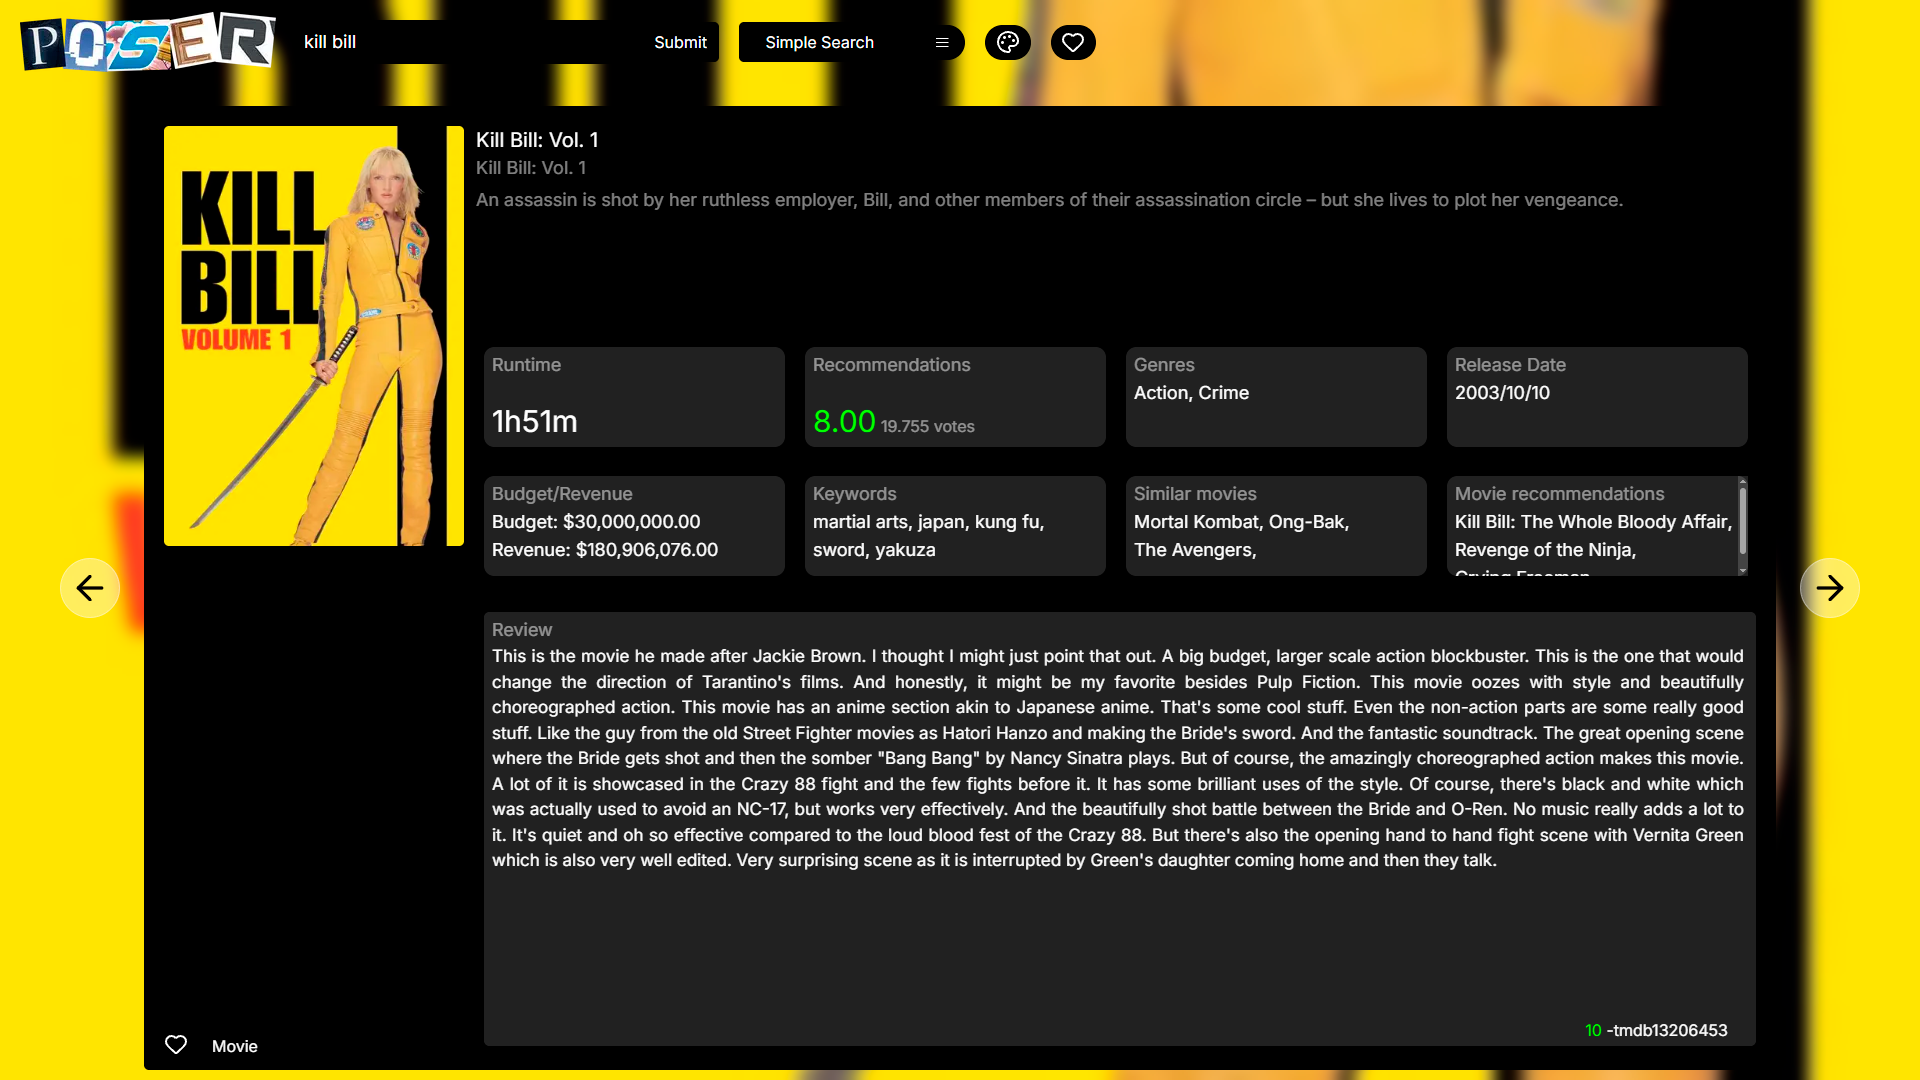 POSER
kill bill
Submit
Simple Search
KILL
BILL
VOLUME 1
Kill Bill: Vol. 1
Kill Bill: Vol. 1
An assassin is shot by her ruthless employer, Bill, and other members of their assassination circle – but she lives to plot her vengeance.
Runtime
1h51m
Recommendations
8.00 19.755 votes
Genres
Action, Crime
Release Date
2003/10/10
Budget/Revenue
Budget: $30,000,000.00
Revenue: $180,906,076.00
Keywords
martial arts, japan, kung fu,
sword, yakuza
Similar movies
Mortal Kombat, Ong-Bak,
The Avengers,
Movie recommendations
Kill Bill: The Whole Bloody Affair,
Revenge of the Ninja,
Crying Freeman
Review
This is the movie he made after Jackie Brown. I thought I might just point that out. A big budget, larger scale action blockbuster. This is the one that would
change the direction of Tarantino's films. And honestly, it might be my favorite besides Pulp Fiction. This movie oozes with style and beautifully
choreographed action. This movie has an anime section akin to Japanese anime. That's some cool stuff. Even the non-action parts are some really good
stuff. Like the guy from the old Street Fighter movies as Hatori Hanzo and making the Bride's sword. And the fantastic soundtrack. The great opening scene
where the Bride gets shot and then the somber "Bang Bang" by Nancy Sinatra plays. But of course, the amazingly choreographed action makes this movie.
A lot of it is showcased in the Crazy 88 fight and the few fights before it. It has some brilliant uses of the style. Of course, there's black and white which
was actually used to avoid an NC-17, but works very effectively. And the beautifully shot battle between the Bride and O-Ren. No music really adds a lot to
it. It's quiet and oh so effective compared to the loud blood fest of the Crazy 88. But there's also the opening hand to hand fight scene with Vernita Green
which is also very well edited. Very surprising scene as it is interrupted by Green's daughter coming home and then they talk.
10 -tmdb13206453
Movie